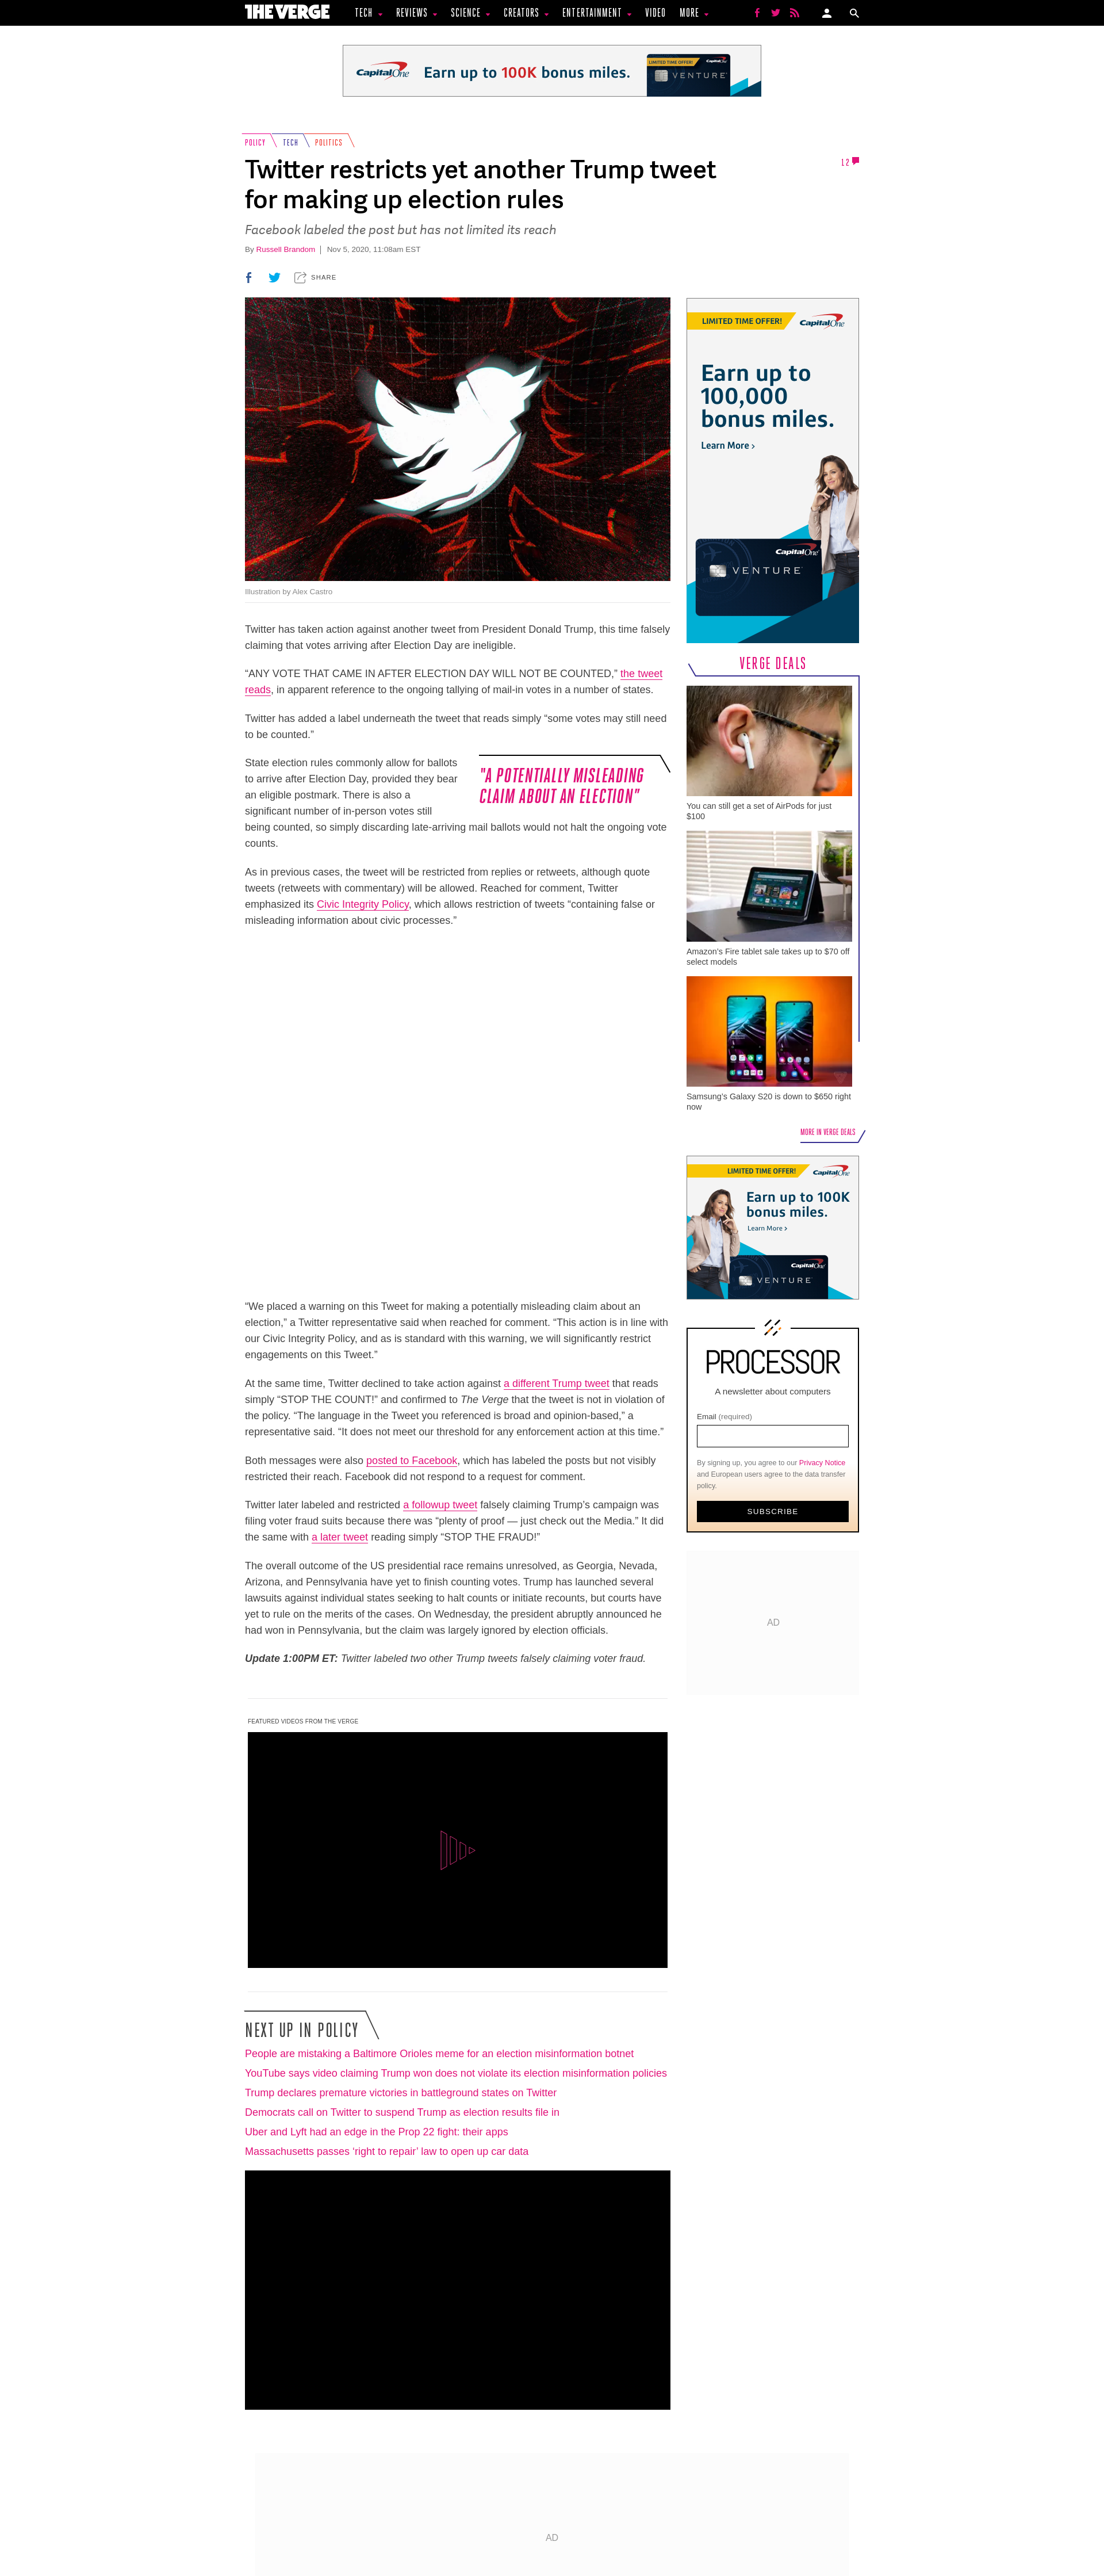 THE VERGE
TECH REVIEWS SCIENCE CREATORS ENTERTAINMENT VIDEO MORE
Capital One Earn up to 100K bonus miles. LIMITED TIME OFFER! Capital One VENTURE
POLICY TECH POLITICS
Twitter restricts yet another Trump tweet
for making up election rules
12
Facebook labeled the post but has not limited its reach
By Russell Brandom | Nov 5, 2020, 11:08am EST
SHARE
Illustration by Alex Castro
Twitter has taken action against another tweet from President Donald Trump, this time falsely
claiming that votes arriving after Election Day are ineligible.
“ANY VOTE THAT CAME IN AFTER ELECTION DAY WILL NOT BE COUNTED,” the tweet
reads, in apparent reference to the ongoing tallying of mail-in votes in a number of states.
Twitter has added a label underneath the tweet that reads simply “some votes may still need
to be counted.”
"A POTENTIALLY MISLEADING
CLAIM ABOUT AN ELECTION"
State election rules commonly allow for ballots
to arrive after Election Day, provided they bear
an eligible postmark. There is also a
significant number of in-person votes still
being counted, so simply discarding late-arriving mail ballots would not halt the ongoing vote
counts.
As in previous cases, the tweet will be restricted from replies or retweets, although quote
tweets (retweets with commentary) will be allowed. Reached for comment, Twitter
emphasized its Civic Integrity Policy, which allows restriction of tweets “containing false or
misleading information about civic processes.”
“We placed a warning on this Tweet for making a potentially misleading claim about an
election,” a Twitter representative said when reached for comment. “This action is in line with
our Civic Integrity Policy, and as is standard with this warning, we will significantly restrict
engagements on this Tweet.”
At the same time, Twitter declined to take action against a different Trump tweet that reads
simply “STOP THE COUNT!” and confirmed to The Verge that the tweet is not in violation of
the policy. “The language in the Tweet you referenced is broad and opinion-based,” a
representative said. “It does not meet our threshold for any enforcement action at this time.”
Both messages were also posted to Facebook, which has labeled the posts but not visibly
restricted their reach. Facebook did not respond to a request for comment.
Twitter later labeled and restricted a followup tweet falsely claiming Trump’s campaign was
filing voter fraud suits because there was “plenty of proof — just check out the Media.” It did
the same with a later tweet reading simply “STOP THE FRAUD!”
The overall outcome of the US presidential race remains unresolved, as Georgia, Nevada,
Arizona, and Pennsylvania have yet to finish counting votes. Trump has launched several
lawsuits against individual states seeking to halt counts or initiate recounts, but courts have
yet to rule on the merits of the cases. On Wednesday, the president abruptly announced he
had won in Pennsylvania, but the claim was largely ignored by election officials.
Update 1:00PM ET: Twitter labeled two other Trump tweets falsely claiming voter fraud.
LIMITED TIME OFFER! Capital One
Earn up to
100,000
bonus miles.
Learn More ›
Capital One
VENTURE
VERGE DEALS
You can still get a set of AirPods for just
$100
Amazon’s Fire tablet sale takes up to $70 off
select models
Samsung’s Galaxy S20 is down to $650 right
now
MORE IN VERGE DEALS
LIMITED TIME OFFER! Capital One
Earn up to 100K
bonus miles.
Learn More ›
Capital One
VENTURE
PROCESSOR
A newsletter about computers
Email (required)
By signing up, you agree to our Privacy Notice
and European users agree to the data transfer
policy.
SUBSCRIBE
AD
FEATURED VIDEOS FROM THE VERGE
NEXT UP IN POLICY
People are mistaking a Baltimore Orioles meme for an election misinformation botnet
YouTube says video claiming Trump won does not violate its election misinformation policies
Trump declares premature victories in battleground states on Twitter
Democrats call on Twitter to suspend Trump as election results file in
Uber and Lyft had an edge in the Prop 22 fight: their apps
Massachusetts passes ‘right to repair’ law to open up car data
AD